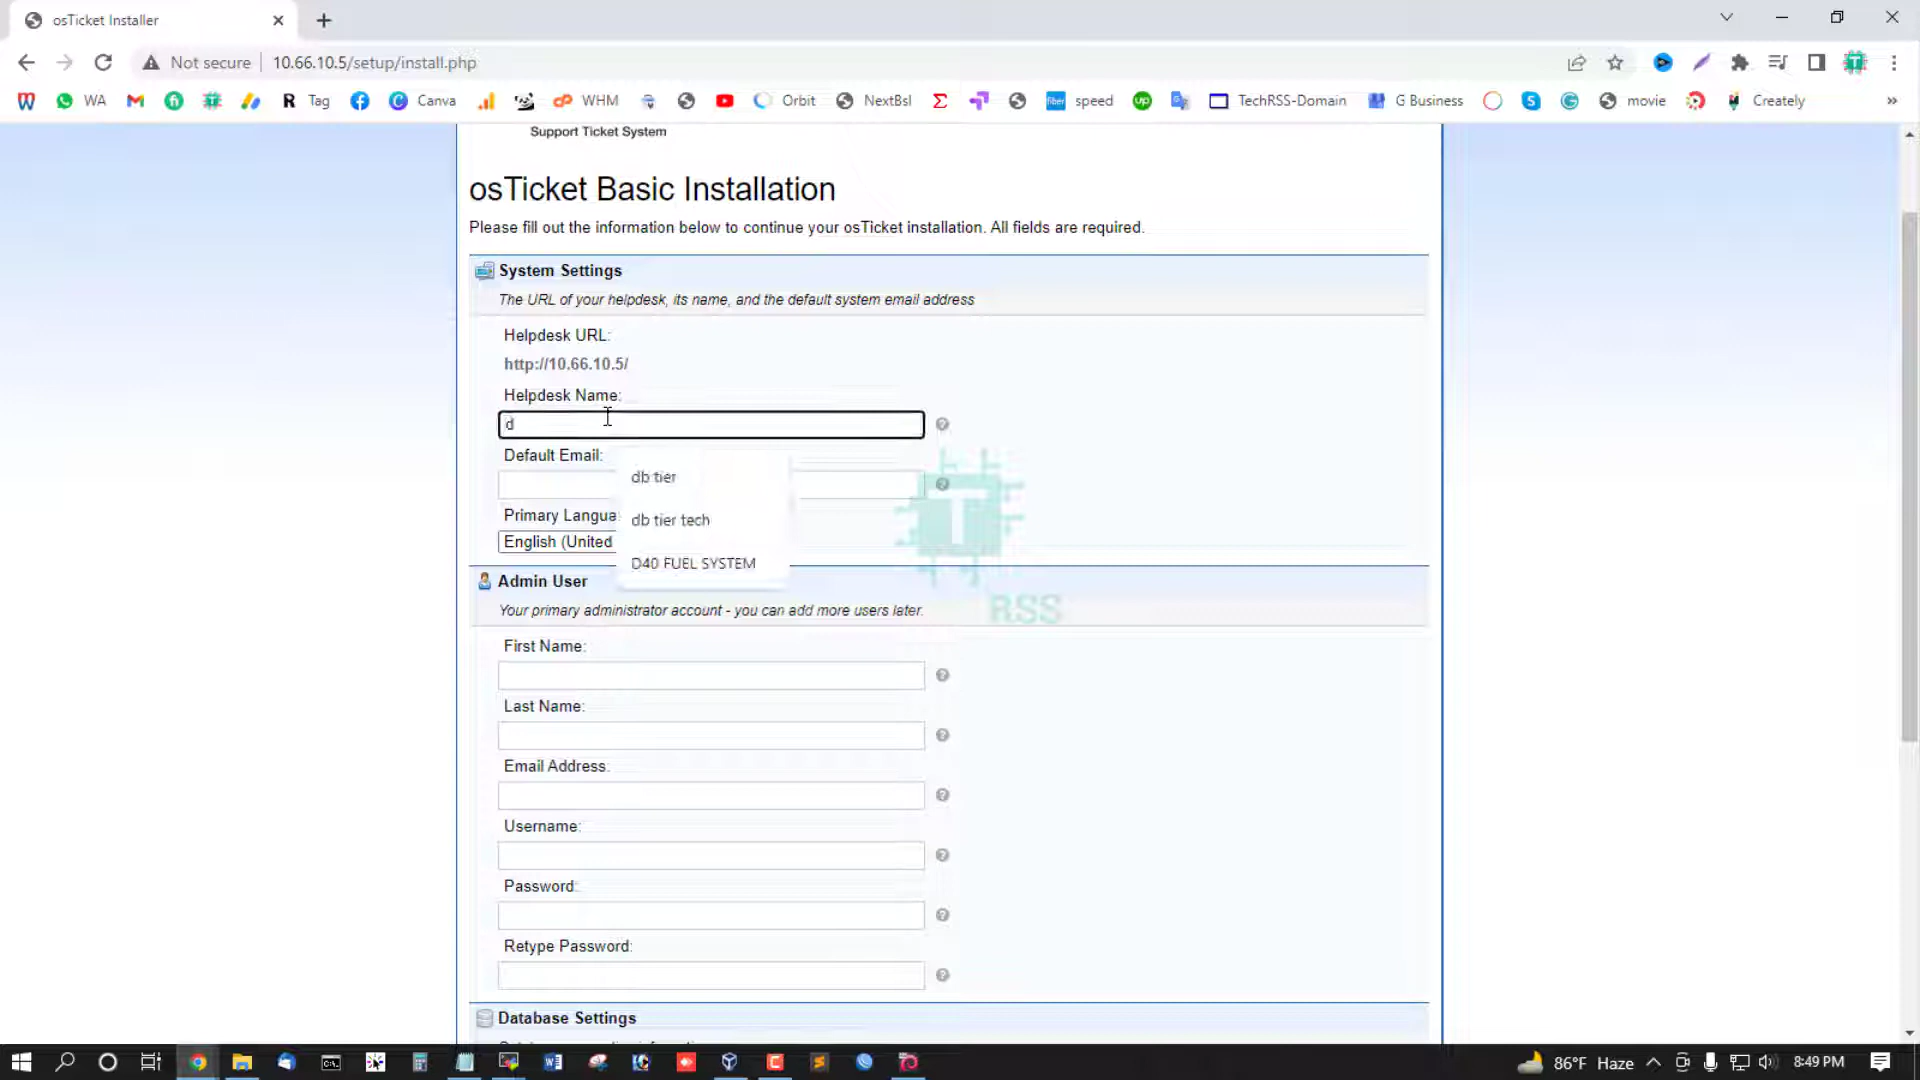 osTicket Installer
Not secure
10.66.10.5/setup/install.php
WA
Tag
Canva
WHM
Orbit
NextBsl
fiber
speed
up
TechRSS-Domain
G Business
movie
Creately
Support Ticket System
osTicket Basic Installation
Please fill out the information below to continue your osTicket installation. All fields are required.
System Settings
The URL of your helpdesk, its name, and the default system email address
Helpdesk URL:
http://10.66.10.5/
Helpdesk Name:
d
Default Email:
db tier
Primary Langua
db tier tech
English (United
D40 FUEL SYSTEM
Admin User
Your primary administrator account - you can add more users later.
T
RSS
First Name:
Last Name:
Email Address:
Username:
Password:
Retype Password:
Database Settings
86°F Haze
8:49 PM